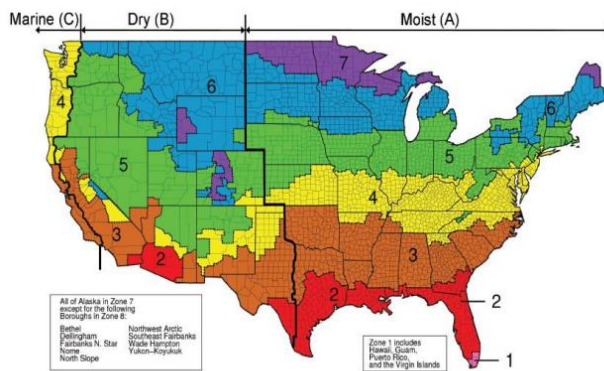 Marine (C) Dry (B) Moist (A)
7
6
6
4
5
5
4
3
3
2
2
2
1
All of Alaska in Zone 7
except for the following
Boroughs in Zone 8:
Bethel Northwest Arctic
Dellingham Southeast Fairbanks
Fairbanks N. Star Wade Hampton
Nome Yukon-Koyukuk
North Slope
Zone 1 includes
Hawaii, Guam,
Puerto Rico,
and the Virgin Islands